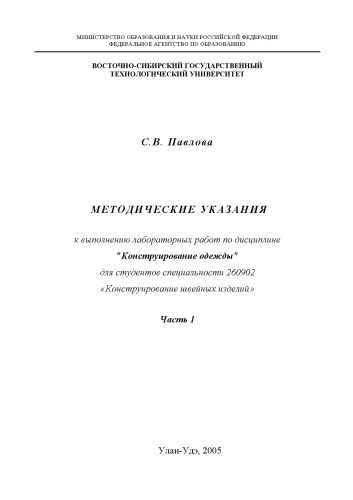 МИНИСТЕРСТВО ОБРАЗОВАНИЯ И НАУКИ РОССИЙСКОЙ ФЕДЕРАЦИИ
ФЕДЕРАЛЬНОЕ АГЕНТСТВО ПО ОБРАЗОВАНИЮ
ВОСТОЧНО-СИБИРСКИЙ ГОСУДАРСТВЕННЫЙ
ТЕХНОЛОГИЧЕСКИЙ УНИВЕРСИТЕТ
С.В. Павлова
МЕТОДИЧЕСКИЕ УКАЗАНИЯ
к выполнению лабораторных работ по дисциплине
"Конструирование одежды"
для студентов специальности 260902
«Конструирование швейных изделий»
Часть 1
Улан-Удэ, 2005